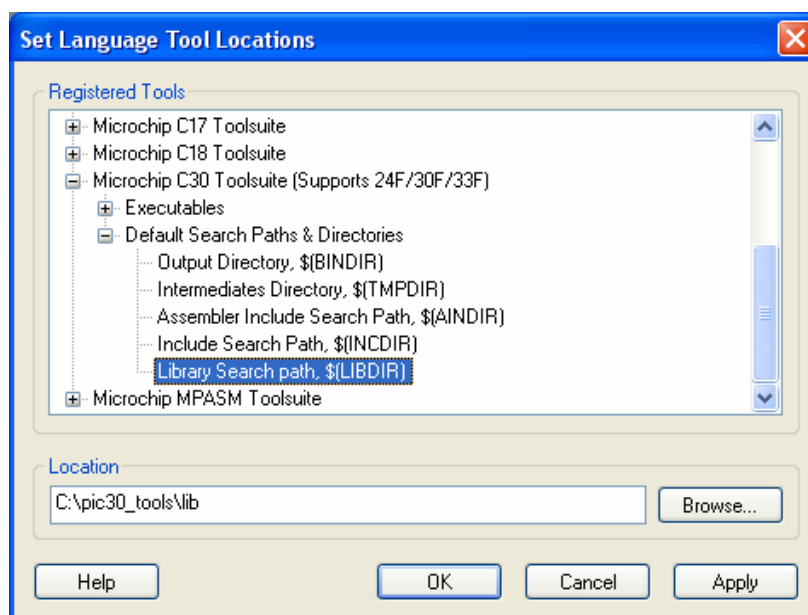 Set Language Tool Locations
Registered Tools
Microchip C17 Toolsuite
Microchip C18 Toolsuite
Microchip C30 Toolsuite (Supports 24F/30F/33F)
Executables
Default Search Paths & Directories
Output Directory, $(BINDIR)
Intermediates Directory, $(TMPDIR)
Assembler Include Search Path, $(AINDIR)
Include Search Path, $(INCDIR)
Library Search path, $(LIBDIR)
Microchip MPASM Toolsuite
Location
C:\pic30_tools\lib
Browse...
Help
OK
Cancel
Apply